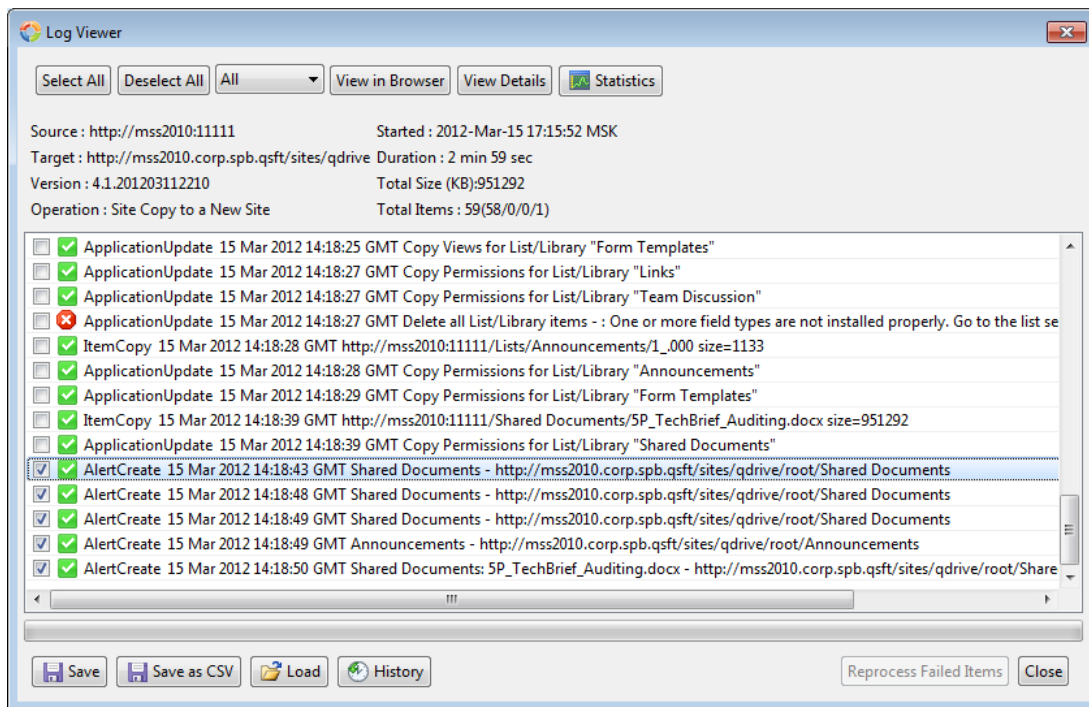 Log Viewer
Select All Deselect All All View in Browser View Details Statistics
Source : http://mss2010:11111 Started : 2012-Mar-15 17:15:52 MSK
Target : http://mss2010.corp.spb.qsft/sites/qdrive Duration : 2 min 59 sec
Version : 4.1.201203112210 Total Size (KB):951292
Operation : Site Copy to a New Site Total Items : 59(58/0/0/1)
ApplicationUpdate 15 Mar 2012 14:18:25 GMT Copy Views for List/Library "Form Templates"
ApplicationUpdate 15 Mar 2012 14:18:27 GMT Copy Permissions for List/Library "Links"
ApplicationUpdate 15 Mar 2012 14:18:27 GMT Copy Permissions for List/Library "Team Discussion"
ApplicationUpdate 15 Mar 2012 14:18:27 GMT Delete all List/Library items - : One or more field types are not installed properly. Go to the list se
ItemCopy 15 Mar 2012 14:18:28 GMT http://mss2010:11111/Lists/Announcements/1_.000 size=1133
ApplicationUpdate 15 Mar 2012 14:18:28 GMT Copy Permissions for List/Library "Announcements"
ApplicationUpdate 15 Mar 2012 14:18:29 GMT Copy Permissions for List/Library "Form Templates"
ItemCopy 15 Mar 2012 14:18:39 GMT http://mss2010:11111/Shared Documents/5P_TechBrief_Auditing.docx size=951292
ApplicationUpdate 15 Mar 2012 14:18:39 GMT Copy Permissions for List/Library "Shared Documents"
AlertCreate 15 Mar 2012 14:18:43 GMT Shared Documents - http://mss2010.corp.spb.qsft/sites/qdrive/root/Shared Documents
AlertCreate 15 Mar 2012 14:18:48 GMT Shared Documents - http://mss2010.corp.spb.qsft/sites/qdrive/root/Shared Documents
AlertCreate 15 Mar 2012 14:18:49 GMT Shared Documents - http://mss2010.corp.spb.qsft/sites/qdrive/root/Shared Documents
AlertCreate 15 Mar 2012 14:18:49 GMT Announcements - http://mss2010.corp.spb.qsft/sites/qdrive/root/Announcements
AlertCreate 15 Mar 2012 14:18:50 GMT Shared Documents: 5P_TechBrief_Auditing.docx - http://mss2010.corp.spb.qsft/sites/qdrive/root/Share
Save Save as CSV Load History Reprocess Failed Items Close